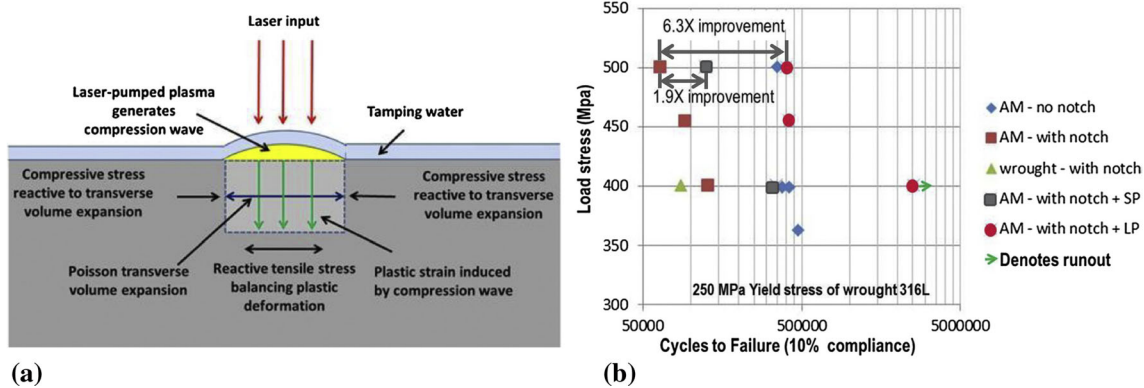 Laser input
Laser-pumped plasma
generates
compression wave
Tamping water
Compressive stress
reactive to transverse
volume expansion
Compressive stress
reactive to transverse
volume expansion
Poisson transverse
volume expansion
Reactive tensile stress
balancing plastic
deformation
Plastic strain induced
by compression wave
(a)
550
500
450
400
350
300
Load stress (Mpa)
6.3X improvement
1.9X improvement
250 MPa Yield stress of wrought 316L
50000
500000
5000000
Cycles to Failure (10% compliance)
AM - no notch
AM - with notch
wrought - with notch
AM - with notch + SP
AM - with notch + LP
Denotes runout
(b)